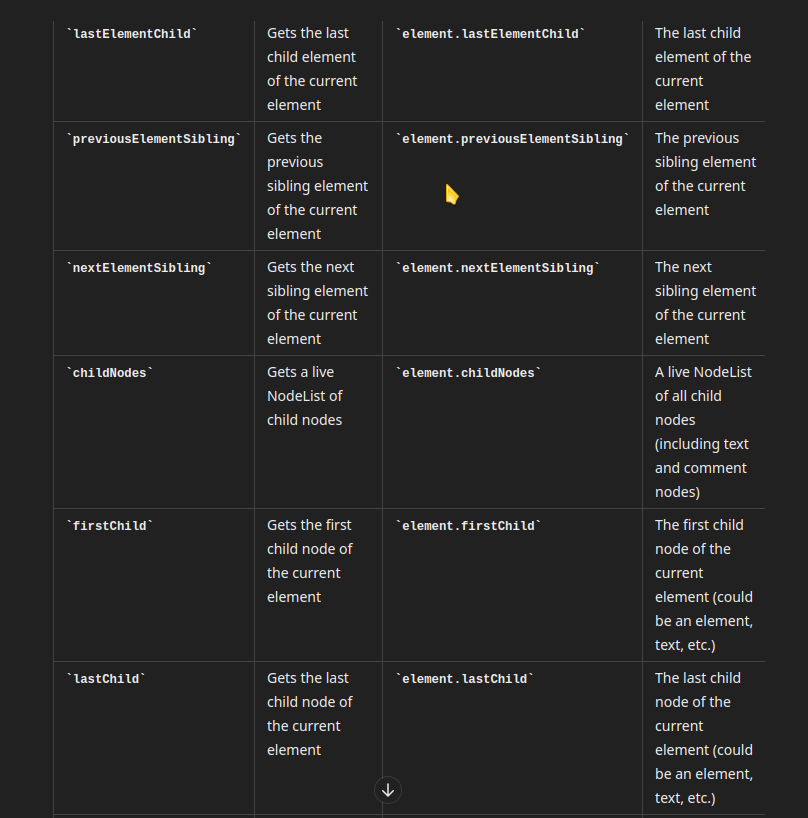 `lastElementChild`
Gets the last
child element
of the current
element
`element.lastElementChild`
The last child
element of the
current
element
`previousElementSibling`
Gets the
previous
sibling element
of the current
element
`element.previousElementSibling`
The previous
sibling element
of the current
element
`nextElementSibling`
Gets the next
sibling element
of the current
element
`element.nextElementSibling`
The next
sibling element
of the current
element
`childNodes`
Gets a live
NodeList of
child nodes
`element.childNodes`
A live NodeList
of all child
nodes
(including text
and comment
nodes)
`firstChild`
Gets the first
child node of
the current
element
`element.firstChild`
The first child
node of the
current
element (could
be an element,
text, etc.)
`lastChild`
Gets the last
child node of
the current
element
`element.lastChild`
The last child
node of the
current
element (could
be an element,
text, etc.)